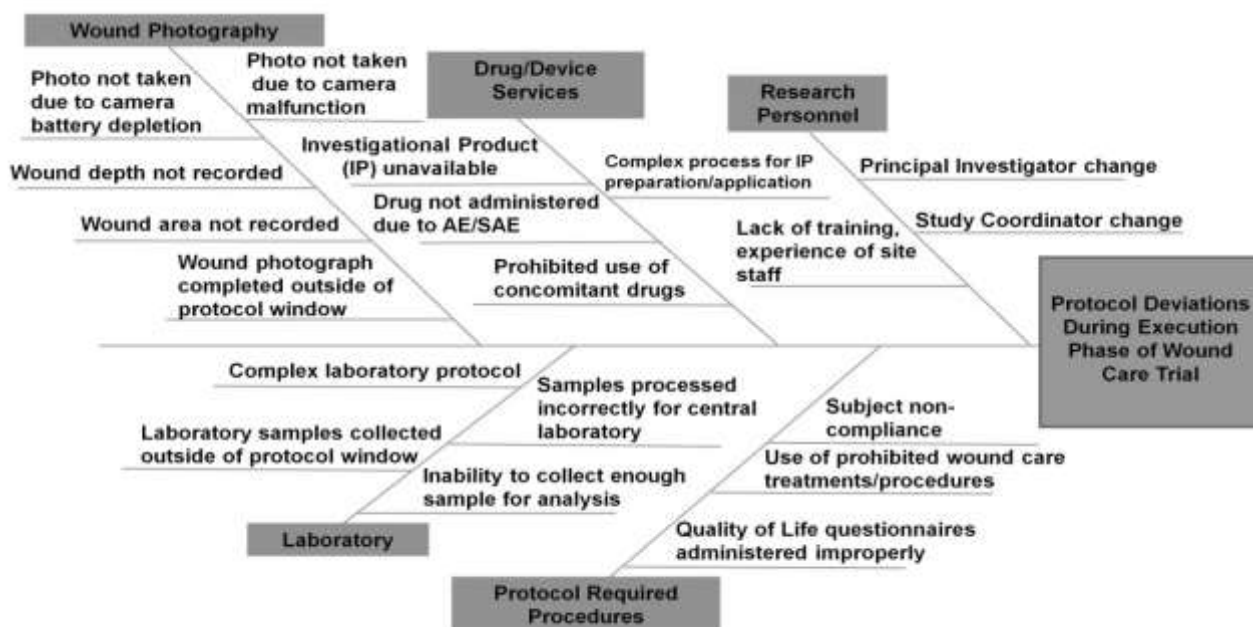 Wound Photography
Photo not taken
due to camera
battery depletion
Photo not taken
due to camera
malfunction
Wound depth not recorded
Wound area not recorded
Wound photograph
completed outside of
protocol window
Drug/Device
Services
Investigational Product
(IP) unavailable
Drug not administered
due to AE/SAE
Prohibited use of
concomitant drugs
Complex process for IP
preparation/application
Research
Personnel
Principal Investigator change
Study Coordinator change
Lack of training,
experience of site
staff
Protocol Deviations
During Execution
Phase of Wound
Care Trial
Complex laboratory protocol
Laboratory samples collected
outside of protocol window
Samples processed
incorrectly for central
laboratory
Inability to collect enough
sample for analysis
Laboratory
Subject non-
compliance
Use of prohibited wound care
treatments/procedures
Quality of Life questionnaires
administered improperly
Protocol Required
Procedures